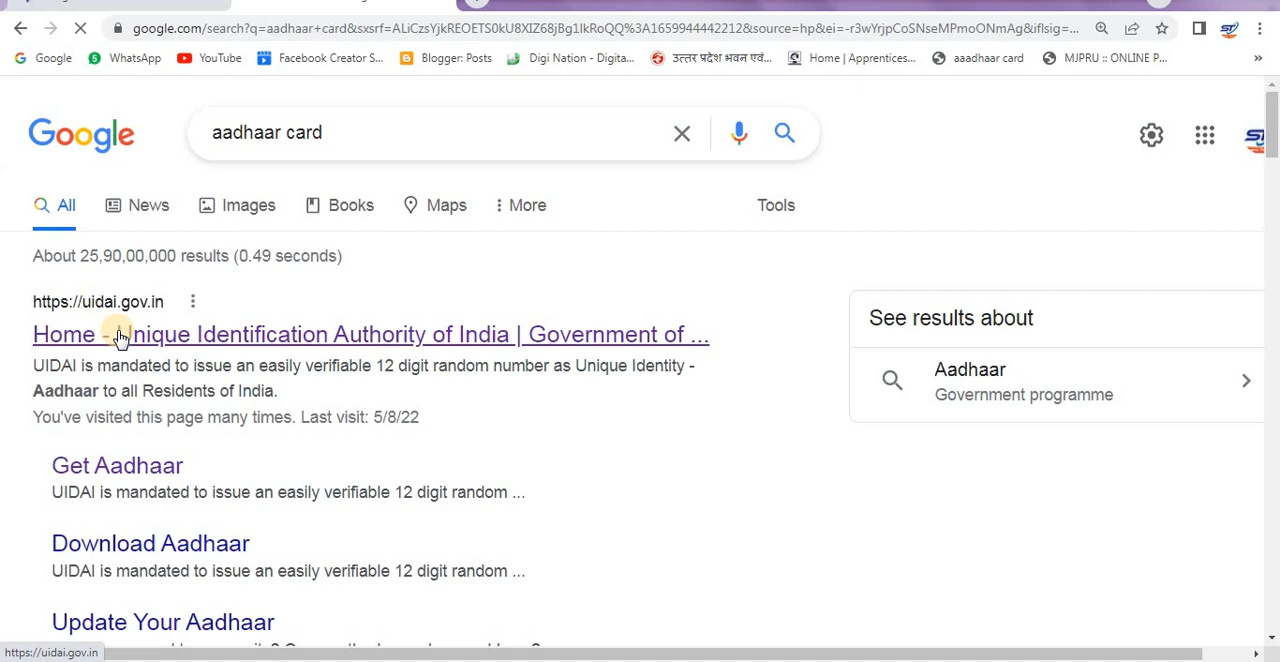 google.com/search?q=aadhaar+card&sxsrf=ALiCzsYjkREOETS0kU8XIZ68jBg1IkRoQQ%3A1659944442212&source=hp&ei=-r3wYrjpCoSNseMPmoONmAg&iflsig=...
Google WhatsApp YouTube Facebook Creator S... Blogger: Posts Digi Nation - Digita... उत्तर प्रदेश भवन एवं... Home | Apprentices... aaadhaar card MJPRU :: ONLINE P... »
Google
aadhaar card
All News Images Books Maps More Tools
About 25,90,00,000 results (0.49 seconds)
https://uidai.gov.in
Home - Unique Identification Authority of India | Government of ...
UIDAI is mandated to issue an easily verifiable 12 digit random number as Unique Identity -
Aadhaar to all Residents of India.
You've visited this page many times. Last visit: 5/8/22
See results about
Aadhaar
Government programme
Get Aadhaar
UIDAI is mandated to issue an easily verifiable 12 digit random ...
Download Aadhaar
UIDAI is mandated to issue an easily verifiable 12 digit random ...
Update Your Aadhaar
https://uidai.gov.in